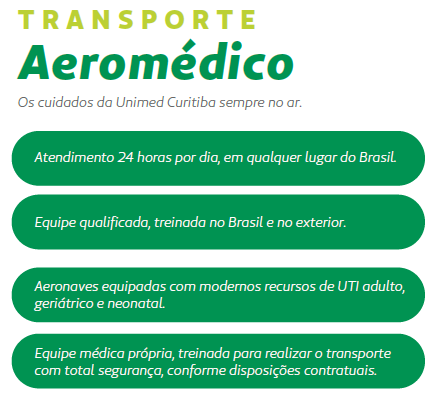 TRANSPORTE
Aeromédico
Os cuidados da Unimed Curitiba sempre no ar.
Atendimento 24 horas por dia, em qualquer lugar do Brasil.
Equipe qualificada, treinada no Brasil e no exterior.
Aeronaves equipadas com modernos recursos de UTI adulto,
geriátrico e neonatal.
Equipe médica própria, treinada para realizar o transporte
com total segurança, conforme disposições contratuais.